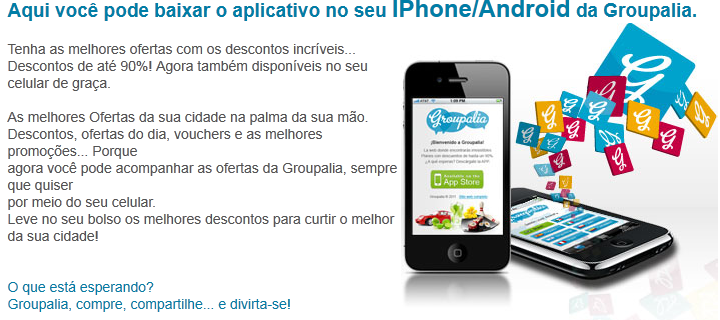 Aqui você pode baixar o aplicativo no seu IPhone/Android da Groupalia.
Tenha as melhores ofertas com os descontos incríveis...
Descontos de até 90%! Agora também disponíveis no seu
celular de graça.
As melhores Ofertas da sua cidade na palma da sua mão.
Descontos, ofertas do dia, vouchers e as melhores
promoções... Porque
agora você pode acompanhar as ofertas da Groupalia, sempre
que quiser
por meio do seu celular.
Leve no seu bolso os melhores descontos para curtir o melhor
da sua cidade!
O que está esperando?
Groupalia, compre, compartilhe... e divirta-se!
AT&T 1:09 PM
Groupalia
¡Bienvenido a Groupalia!
Available on the
App Store
Groupalia